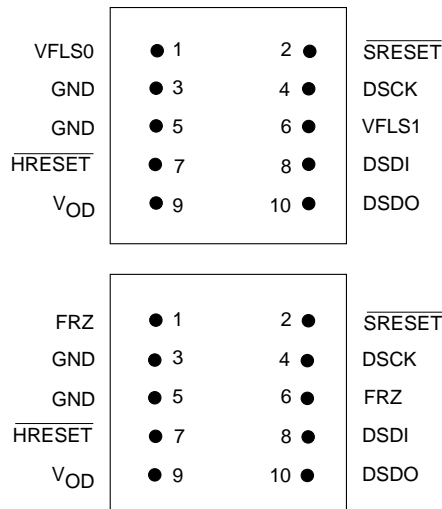 VFLS0 1 2 SRESET
GND 3 4 DSCK
GND 5 6 VFLS1
HRESET 7 8 DSDI
VOD 9 10 DSDO
FRZ 1 2 SRESET
GND 3 4 DSCK
GND 5 6 FRZ
HRESET 7 8 DSDI
VOD 9 10 DSDO